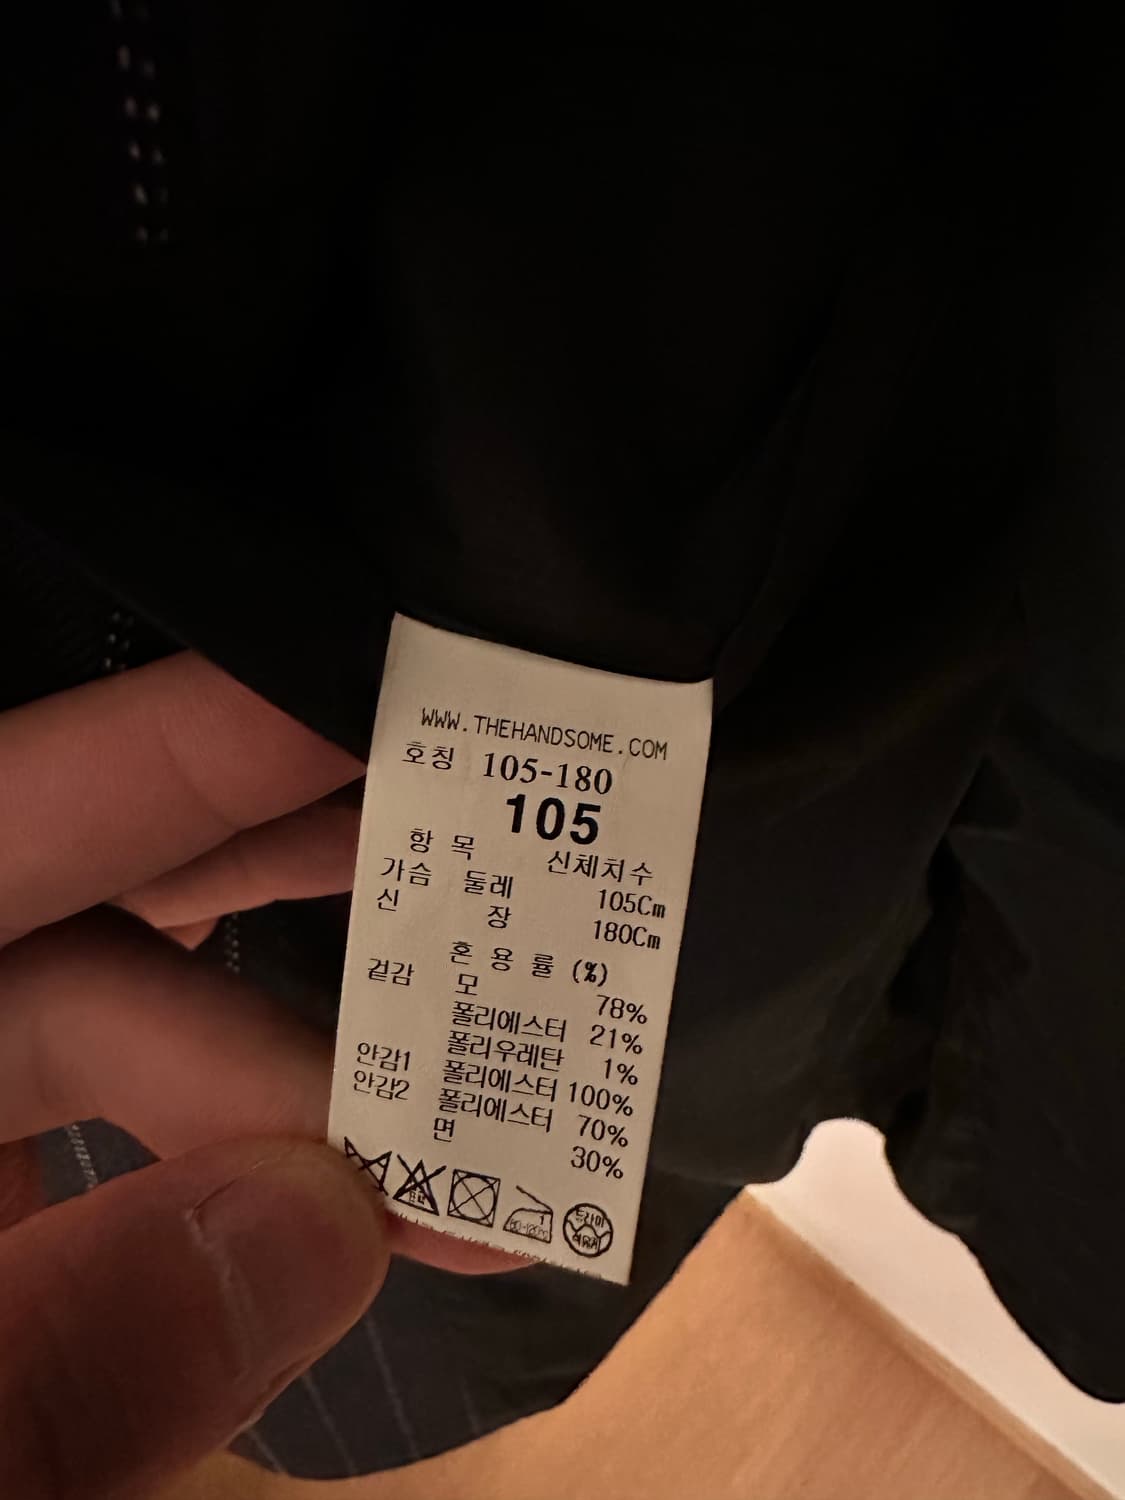 WWW.THEHANDSOME.COM
호칭 105-180
105
항 목 신체치수
가슴 둘레 105Cm
신 장 180Cm
혼 용 률 (%)
겉감 모 78%
폴리에스터 21%
폴리우레탄 1%
안감1 폴리에스터 100%
안감2 폴리에스터 70%
면 30%
드라이